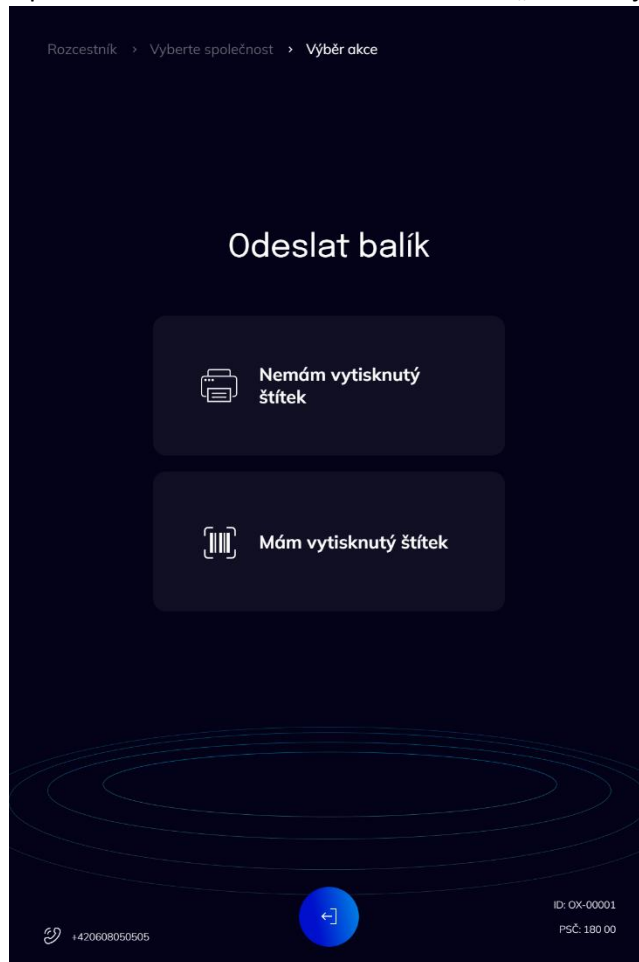 Rozcestník > Vyberte společnost > Výběr akce
Odeslat balík
Nemám vytisknutý
štítek
Mám vytisknutý štítek
ID: OX-00001
+420608050505
PSČ: 180 00